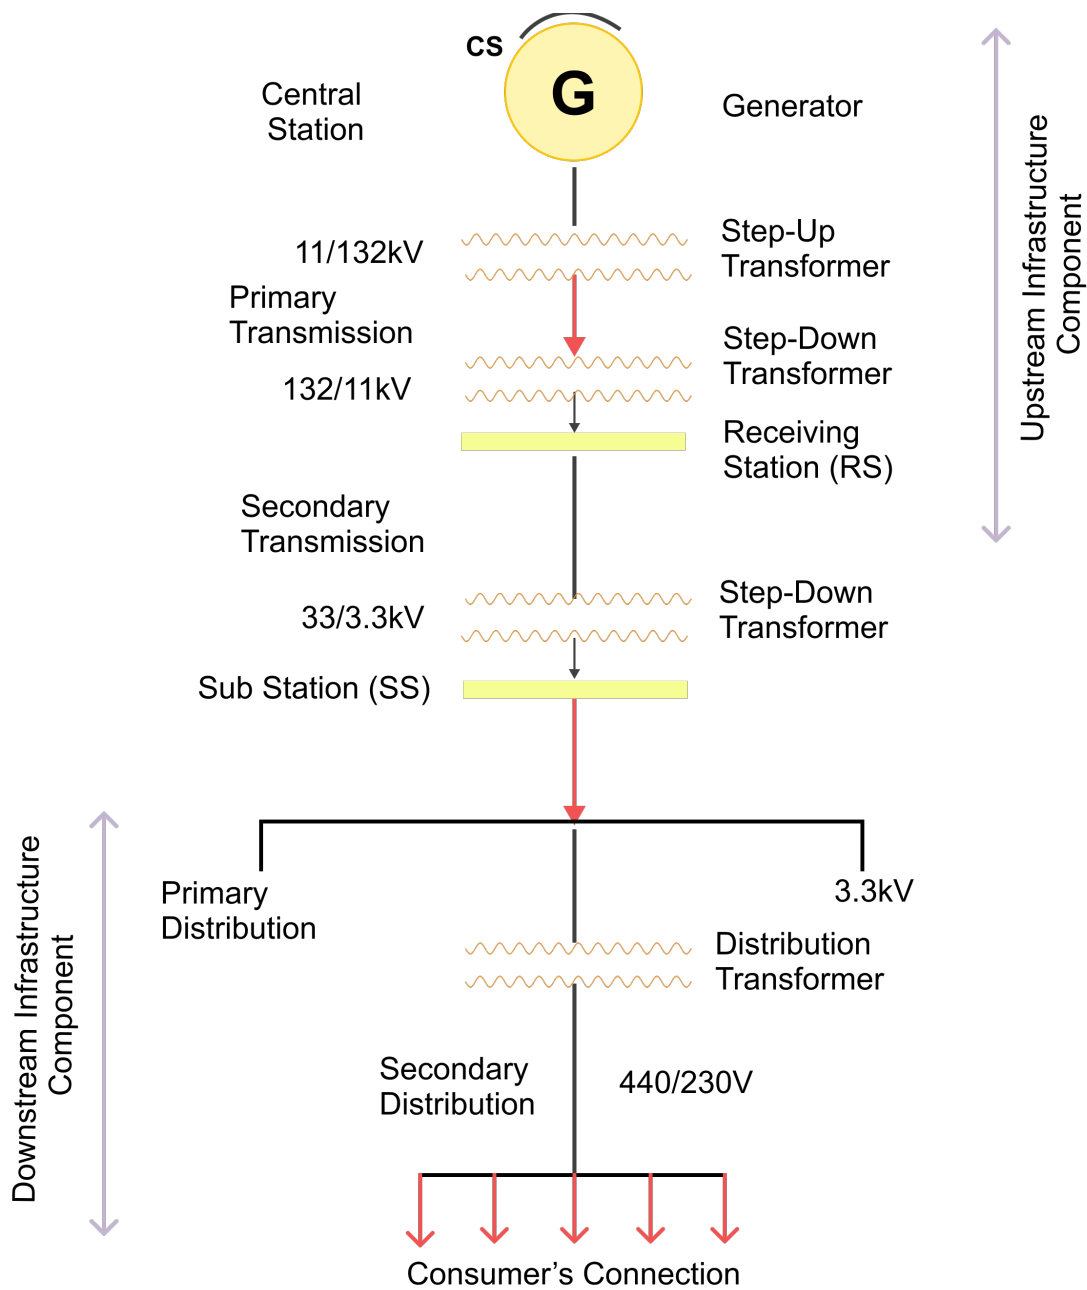 CS
G
Central
Station
Generator
11/132kV
Step-Up
Transformer
Primary
Transmission
Step-Down
Transformer
132/11kV
Receiving
Station (RS)
Upstream Infrastructure
Component
Secondary
Transmission
33/3.3kV
Step-Down
Transformer
Sub Station (SS)
Primary
Distribution
3.3kV
Distribution
Transformer
Downstream Infrastructure
Component
Secondary
Distribution
440/230V
Consumer’s Connection